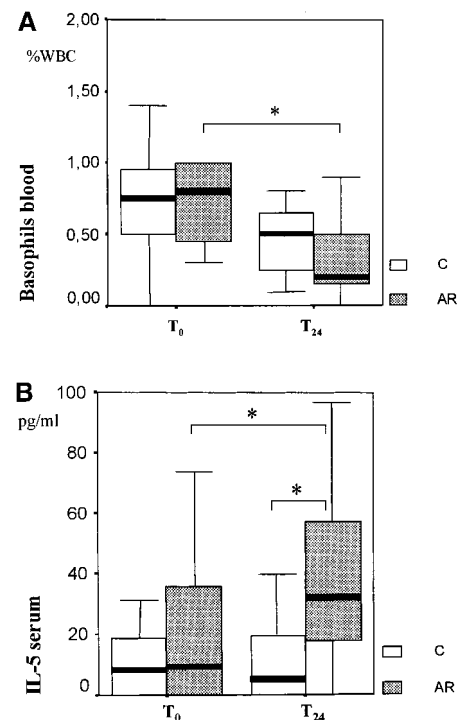 A
%WBC
Basophils blood
2,00
1,50
1,00
0,50
0,00
*
T0
T24
C
AR
B
pg/ml
IL-5 serum
100
80
60
40
20
0
*
*
T0
T24
C
AR